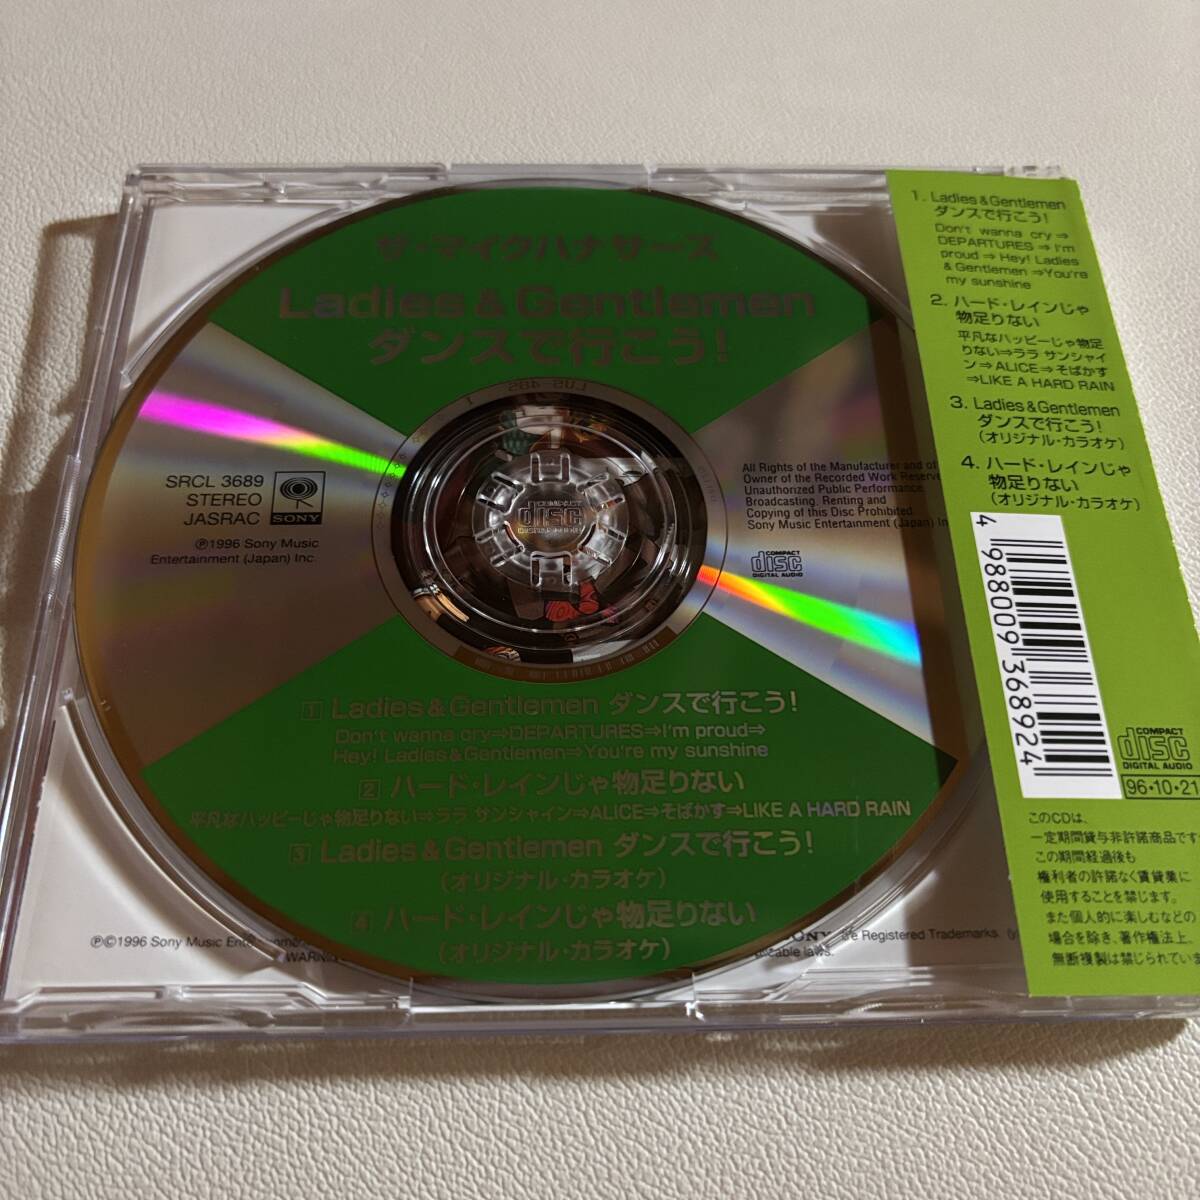 ザ・マイクハナサーズ
Ladies & Gentlemen
ダンスで行こう!
SRCL 3689
STEREO
JASRAC
SONY
℗1996 Sony Music
Entertainment (Japan) Inc.
COMPACT
disc
DIGITAL AUDIO
All Rights of the Manufacturer and of
Owner of the Recorded Work Reserve
Unauthorized Public Performance
Broadcasting, Renting and
Copying of this Disc Prohibited
Sony Music Entertainment (Japan) In
COMPACT
disc
DIGITAL AUDIO
1 Ladies & Gentlemen ダンスで行こう!
Don't wanna cry⇒DEPARTURES⇒I'm proud⇒
Hey! Ladies & Gentlemen⇒You're my sunshine
2 ハード・レインじゃ物足りない
平凡なハッピーじゃ物足りない⇒ララ サンシャイン⇒ALICE⇒そばかす⇒LIKE A HARD RAIN
3 Ladies & Gentlemen ダンスで行こう!
(オリジナル・カラオケ)
4 ハード・レインじゃ物足りない
(オリジナル・カラオケ)
℗©1996 Sony Music
SONY Registered Trademarks.
laws.
1. Ladies & Gentlemen
ダンスで行こう!
Don't wanna cry⇒
DEPARTURES⇒I'm
proud⇒Hey! Ladies
& Gentlemen⇒You're
my sunshine
2. ハード・レインじゃ
物足りない
平凡なハッピーじゃ物足
りない⇒ララ サンシャイ
ン⇒ALICE⇒そばかす
⇒LIKE A HARD RAIN
3. Ladies & Gentlemen
ダンスで行こう!
(オリジナル・カラオケ)
4. ハード・レインじゃ
物足りない
(オリジナル・カラオケ)
4 988009 368924
COMPACT
disc
DIGITAL AUDIO
96・10・21
このCDは、
一定期間貸与非許諾商品です
この期間経過後も
権利者の許諾なく賃貸業に
使用することを禁じます。
また個人的に楽しむなどの
場合を除き、著作権法上、
無断複製は禁じられていま